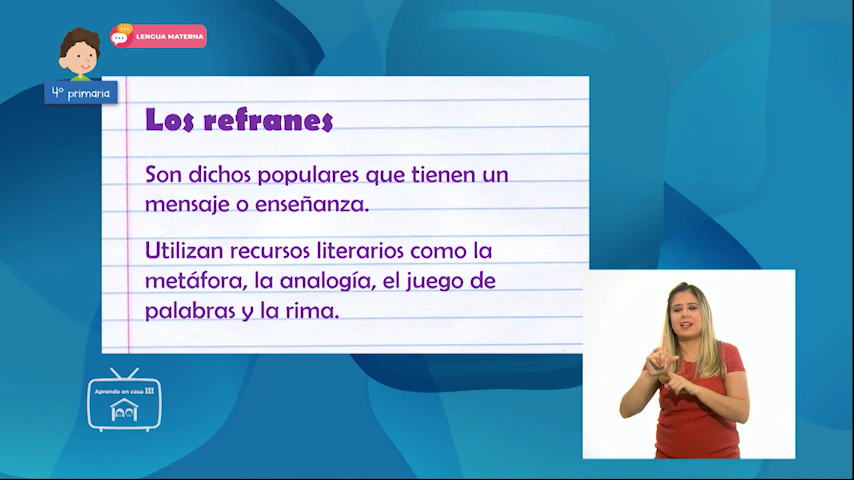 LENGUA MATERNA
4º primaria
Los refranes
Son dichos populares que tienen un
mensaje o enseñanza.
Utilizan recursos literarios como la
metáfora, la analogía, el juego de
palabras y la rima.
Aprende en casa III